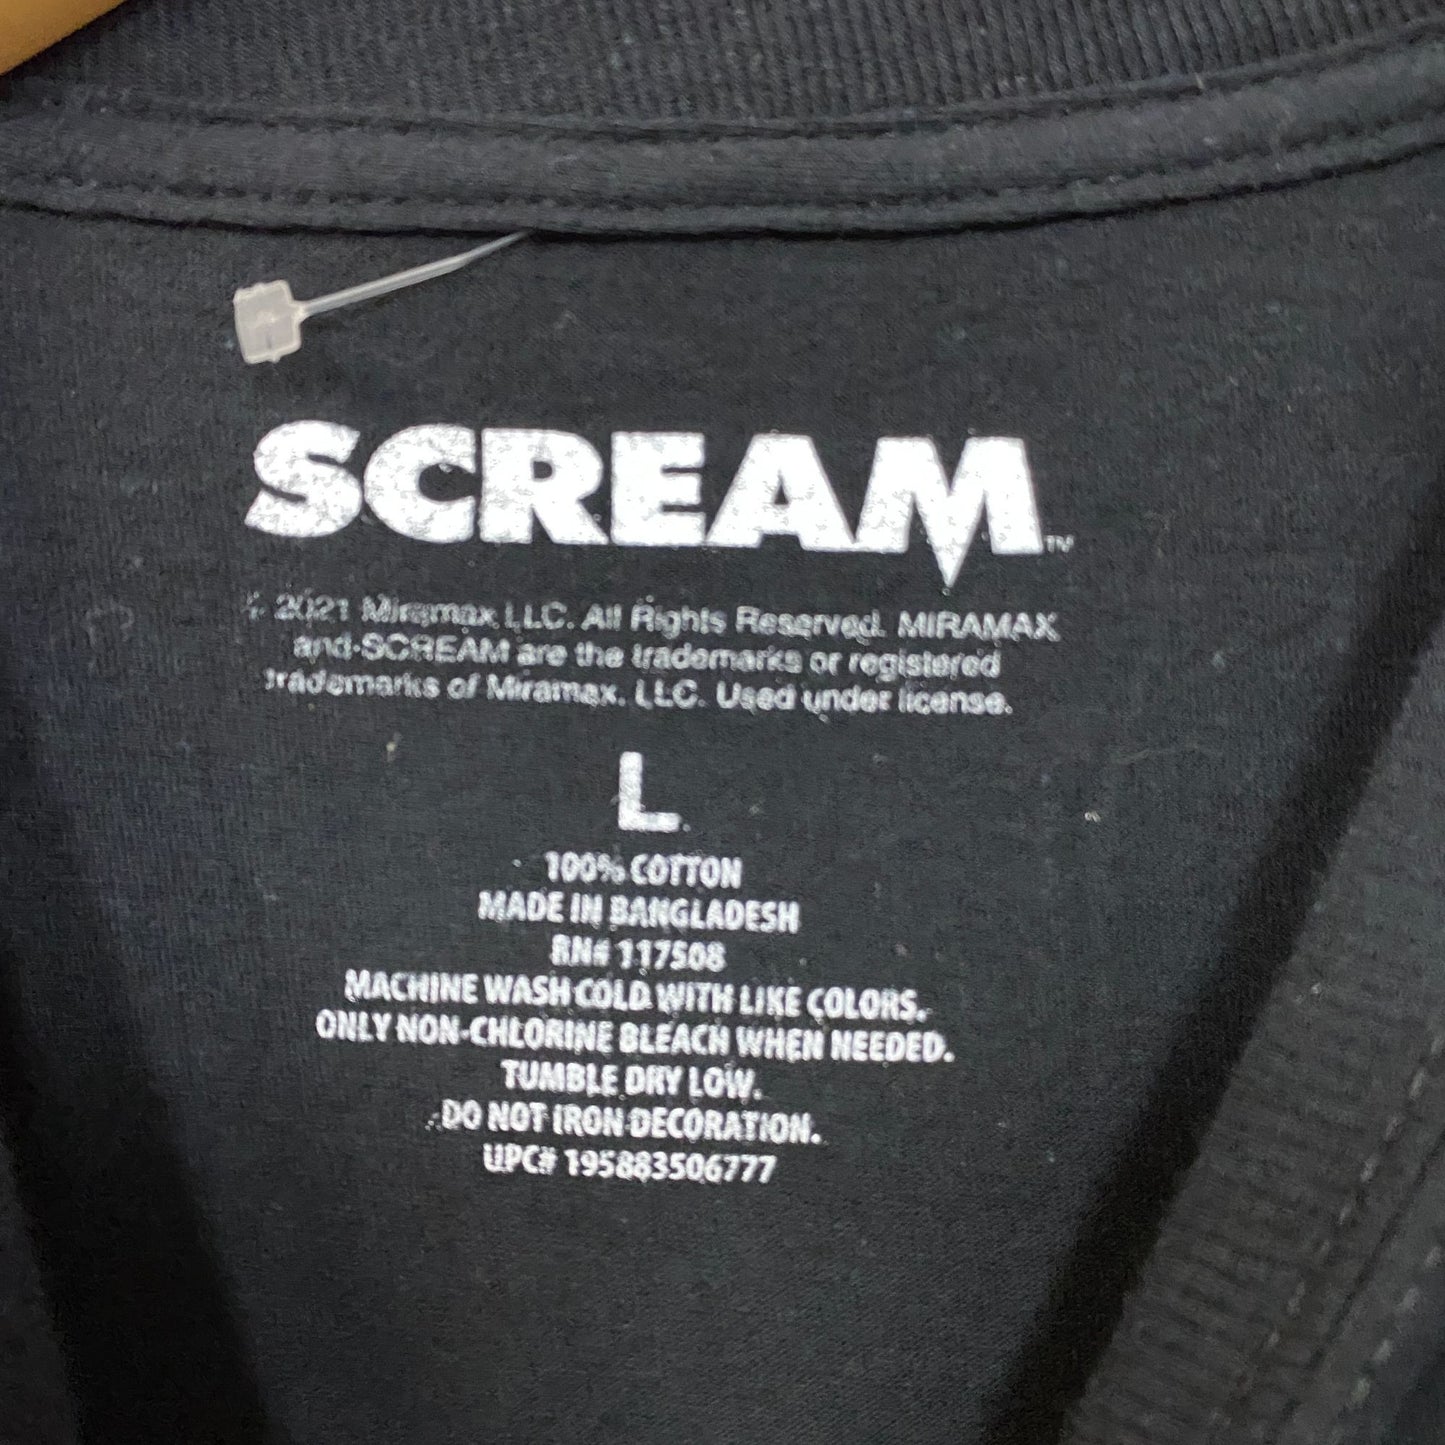 SCREAM™
© 2021 Miramax, LLC. All Rights Reserved. MIRAMAX
and SCREAM are the trademarks or registered
trademarks of Miramax, LLC. Used under license.
L
100% COTTON
MADE IN BANGLADESH
RN# 117508
MACHINE WASH COLD WITH LIKE COLORS.
ONLY NON-CHLORINE BLEACH WHEN NEEDED.
TUMBLE DRY LOW.
DO NOT IRON DECORATION.
UPC# 195883506777